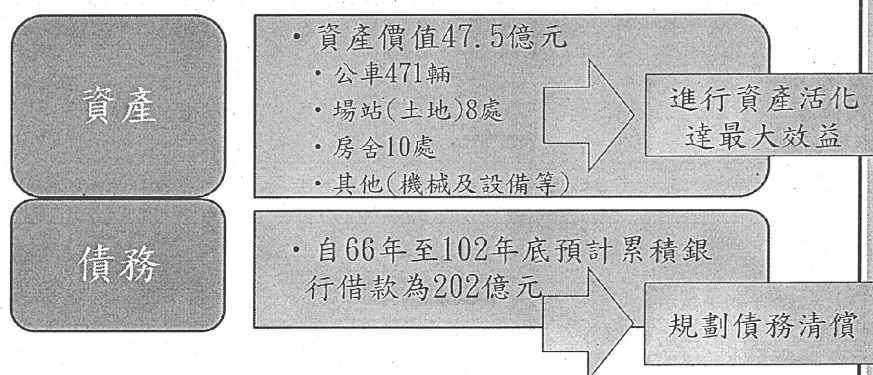 資產
・資產價值47.5億元
・公車471輛
・場站(土地)8處
・房舍10處
・其他(機械及設備等)
進行資產活化
達最大效益
債務
・自66年至102年底預計累積銀
行借款為202億元
規劃債務清償